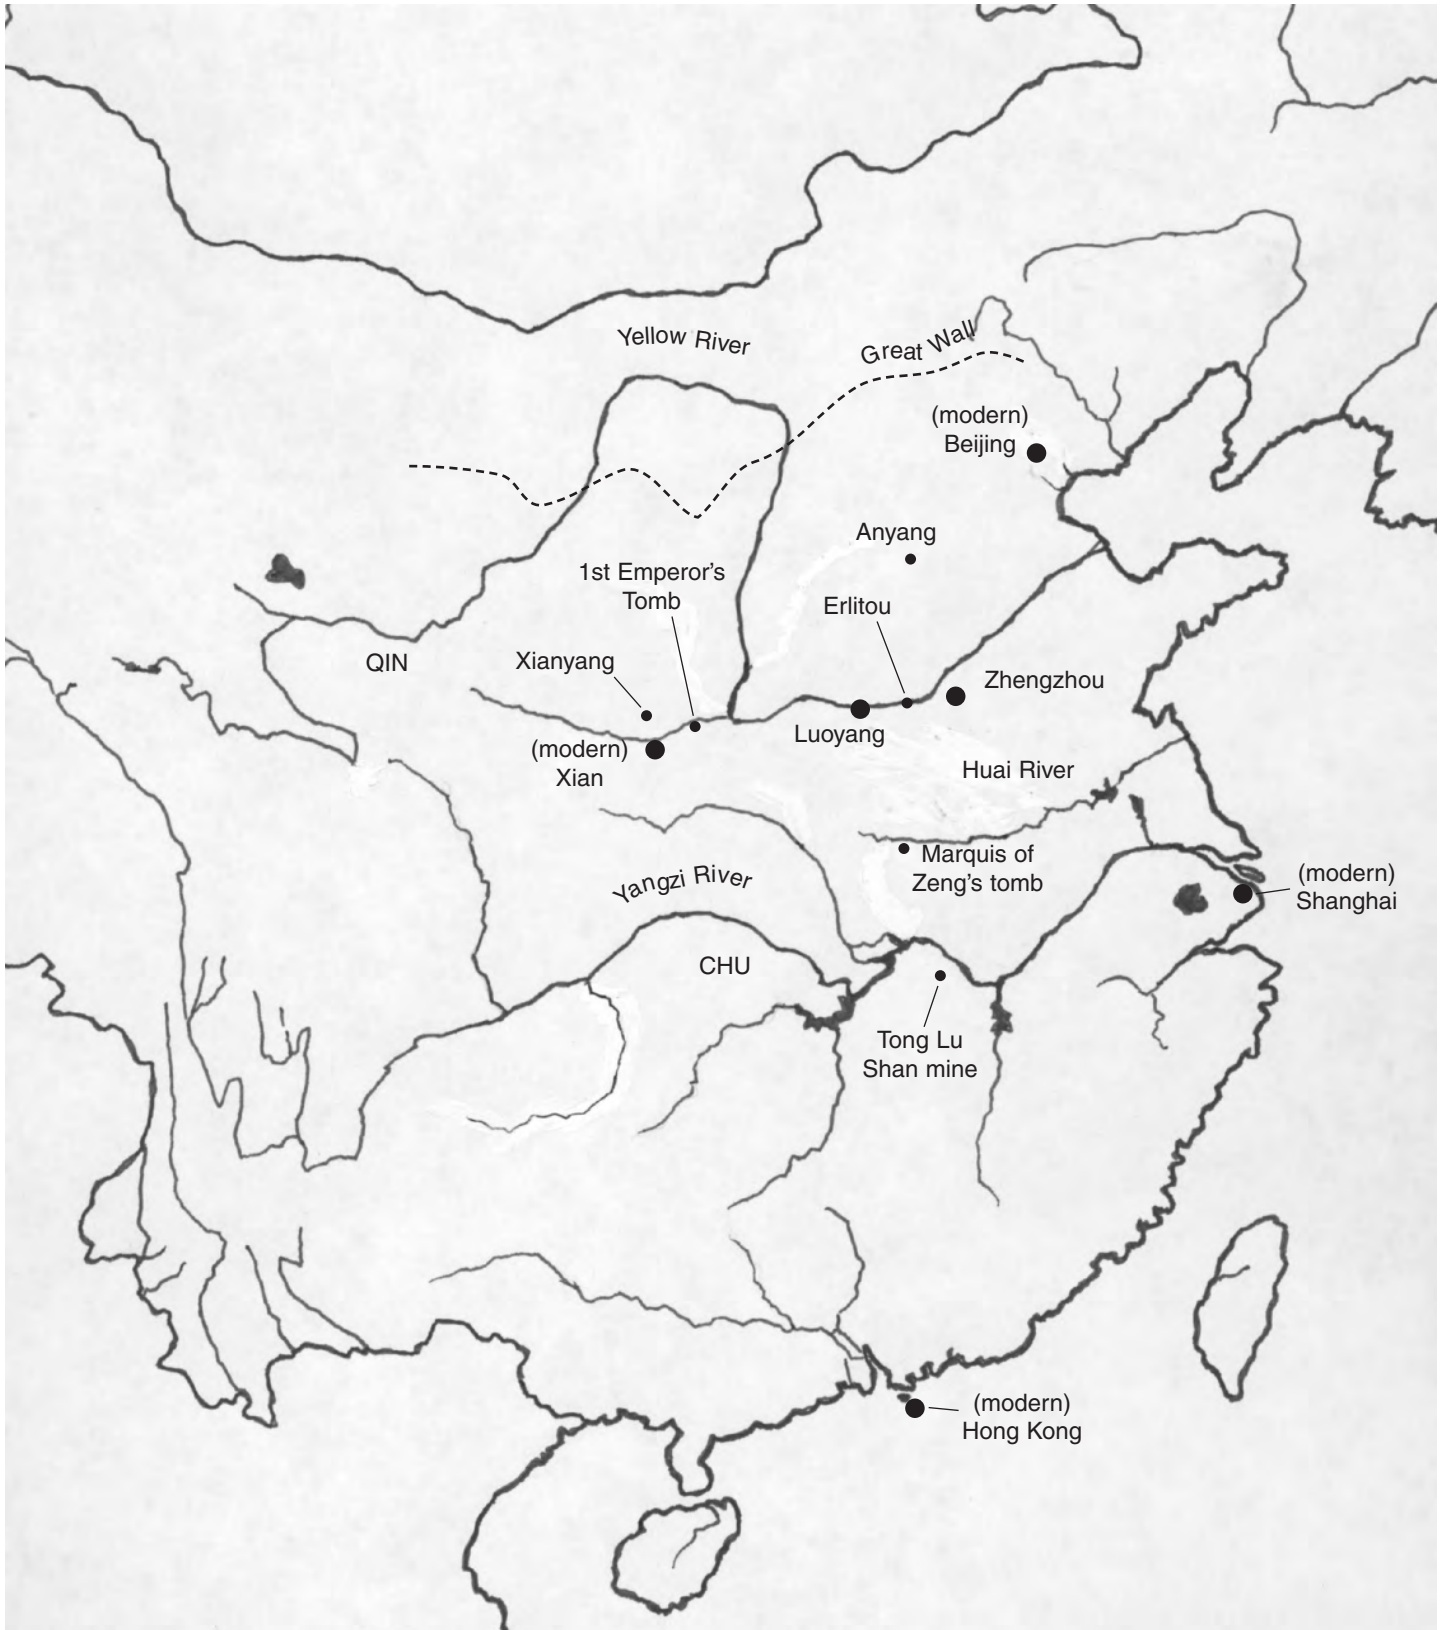 Yellow River
Great Wall
(modern)
Beijing
Anyang
1st Emperor's
Tomb
Erlitou
QIN
Xianyang
Zhengzhou
Luoyang
(modern)
Xian
Huai River
Marquis of
Zeng's tomb
Yangzi River
(modern)
Shanghai
CHU
Tong Lu
Shan mine
(modern)
Hong Kong